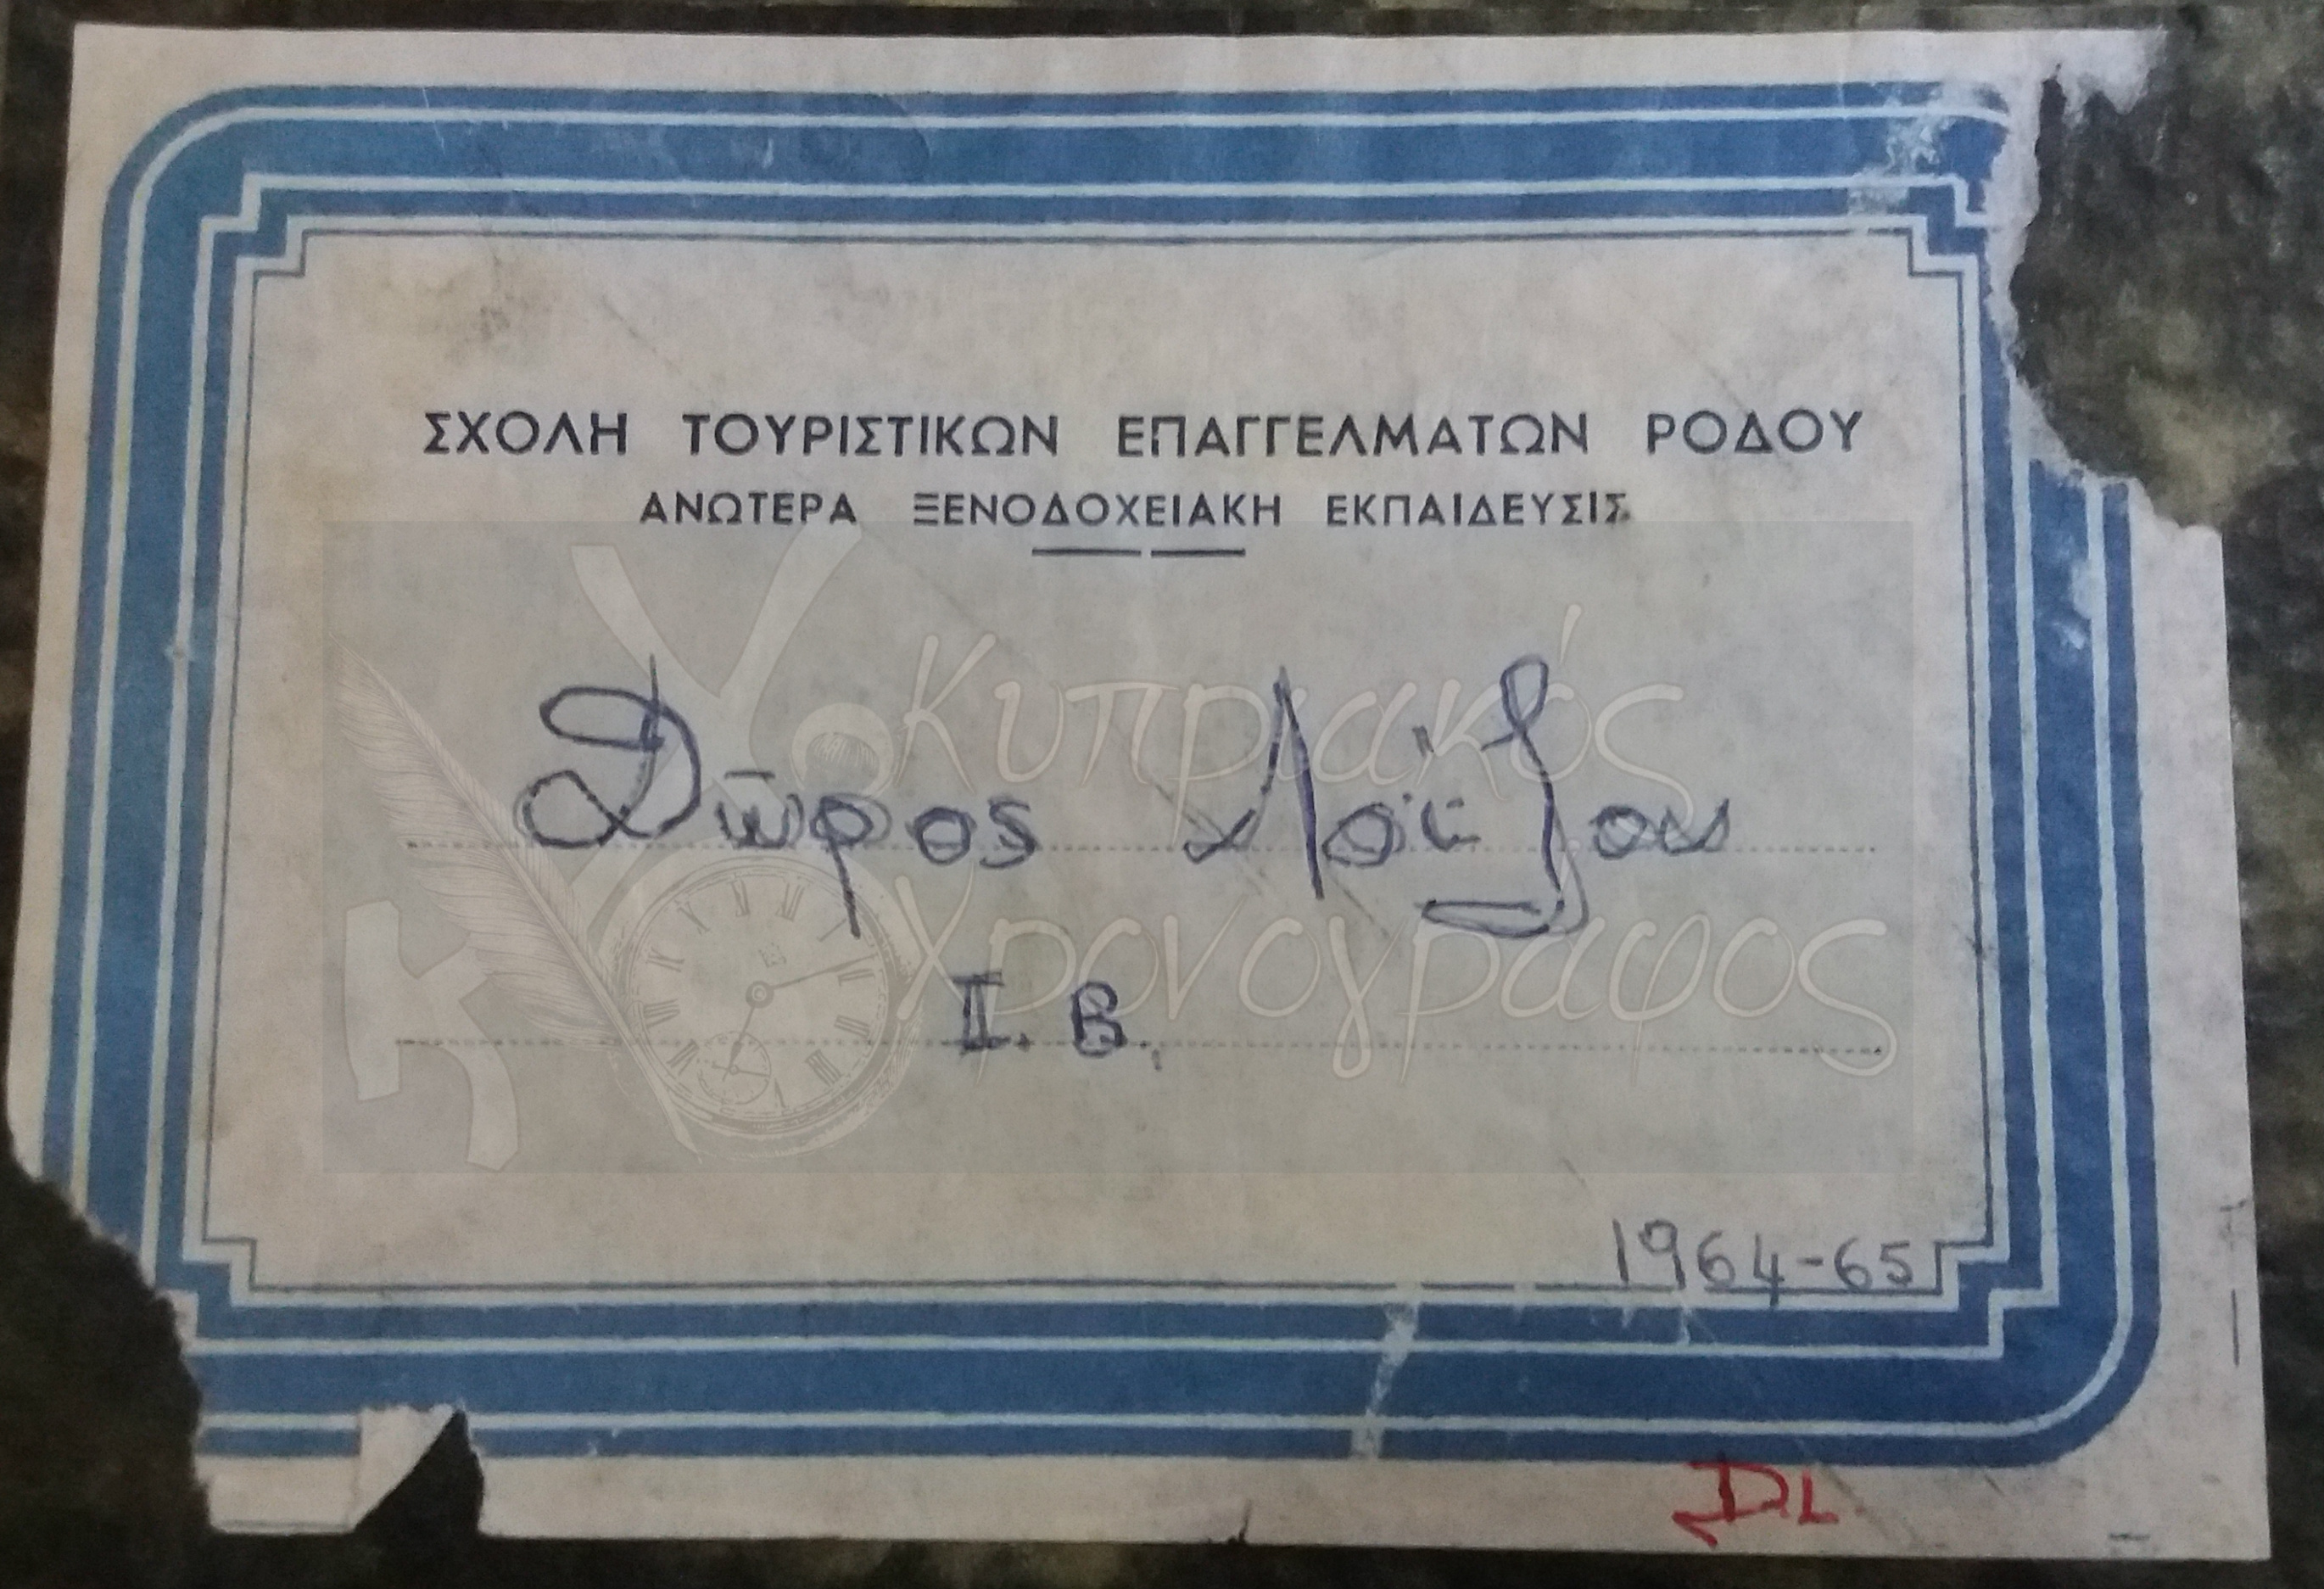 ΣΧΟΛΗ ΤΟΥΡΙΣΤΙΚΩΝ ΕΠΑΓΓΕΛΜΑΤΩΝ ΡΟΔΟΥ
ΑΝΩΤΕΡΑ ΞΕΝΟΔΟΧΕΙΑΚΗ ΕΚΠΑΙΔΕΥΣΙΣ
Δῶρος Λοΐζου
II. B.
Κυπριακός
Χρονογράφος
1964-65
DL